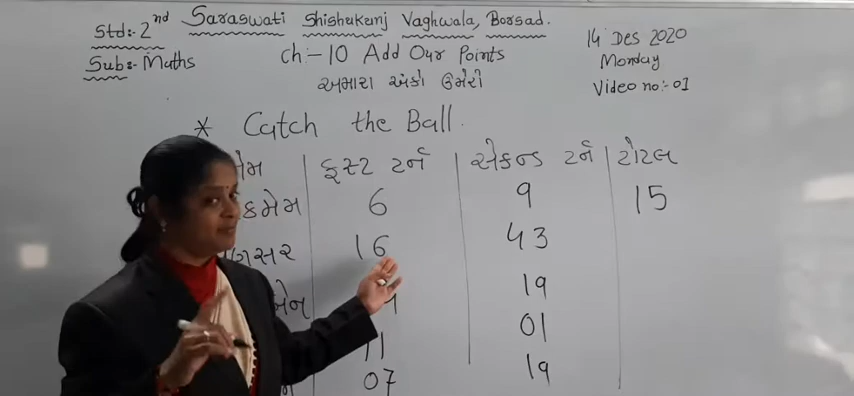 Std:- 2nd Saraswati Shishukunj Vaghwala, Borsad.
Sub:- Maths Ch:- 10 Add Our Points 14 Des 2020
Monday
અમારા અંકો ઉમેરો Video no:- 01
* Catch the Ball.
ફસ્ટ ટર્ન સેકન્ડ ટર્ન ટોટલ
6 9 15
16 43
19
11 01
07 19